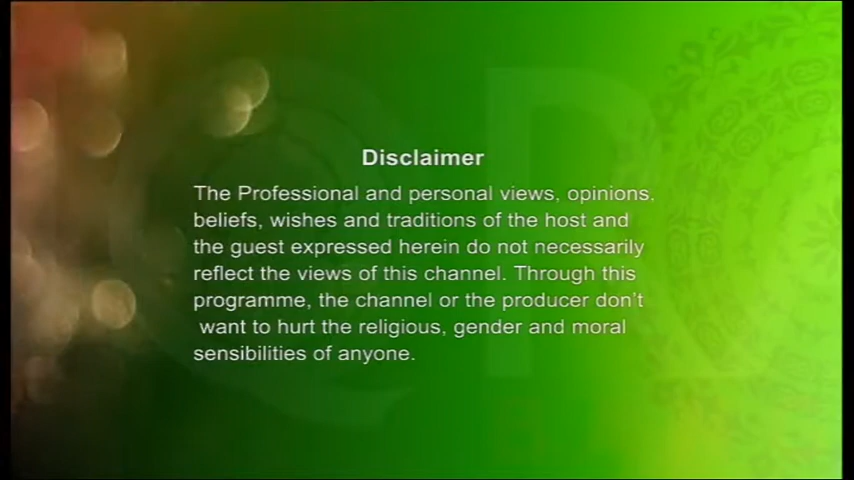 Disclaimer
The Professional and personal views, opinions,
beliefs, wishes and traditions of the host and
the guest expressed herein do not necessarily
reflect the views of this channel. Through this
programme, the channel or the producer don't
want to hurt the religious, gender and moral
sensibilities of anyone.